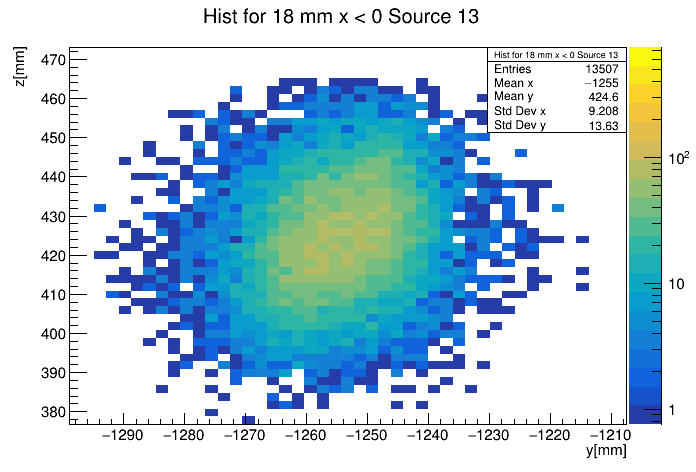 Hist for 18 mm x < 0 Source 13
z[mm]
470
460
450
440
430
420
410
400
390
380
Hist for 18 mm x < 0 Source 13
Entries 13507
Mean x −1255
Mean y 424.6
Std Dev x 9.208
Std Dev y 13.63
10²
10
1
−1290 −1280 −1270 −1260 −1250 −1240 −1230 −1220 −1210
y[mm]